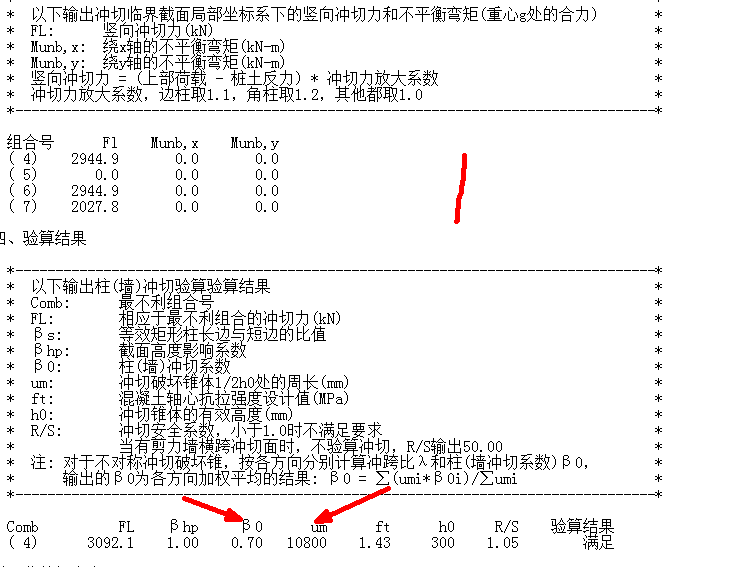 * 以下输出冲切临界截面局部坐标系下的竖向冲切力和不平衡弯矩(重心g处的合力) *
* FL: 竖向冲切力(kN) *
* Munb,x: 绕x轴的不平衡弯矩(kN-m) *
* Munb,y: 绕y轴的不平衡弯矩(kN-m) *
* 竖向冲切力 = (上部荷载 - 桩土反力) * 冲切力放大系数 *
* 冲切力放大系数, 边柱取1.1, 角柱取1.2, 其他都取1.0 *
*--------------------------------------------------------------------------------*
组合号 Fl Munb,x Munb,y
( 4) 2944.9 0.0 0.0
( 5) 0.0 0.0 0.0
( 6) 2944.9 0.0 0.0
( 7) 2027.8 0.0 0.0
四、验算结果
*--------------------------------------------------------------------------------*
* 以下输出柱(墙)冲切验算验算结果 *
* Comb: 最不利组合号 *
* FL: 相应于最不利组合的冲切力(kN) *
* βs: 等效矩形柱长边与短边的比值 *
* βhp: 截面高度影响系数 *
* β0: 柱(墙)冲切系数 *
* um: 冲切破坏锥体1/2h0处的周长(mm) *
* ft: 混凝土轴心抗拉强度设计值(MPa) *
* h0: 冲切锥体的有效高度(mm) *
* R/S: 冲切安全系数, 小于1.0时不满足要求 *
* 当有剪力墙横跨冲切面时, 不验算冲切, R/S输出50.00 *
* 注: 对于不对称冲切破坏锥, 按各方向分别计算冲跨比λ和柱(墙冲切系数)β0, *
* 输出的β0为各方向加权平均的结果: β0 = ∑(umi*β0i)/∑umi *
*--------------------------------------------------------------------------------*
Comb FL βhp β0 um ft h0 R/S 验算结果
( 4) 3092.1 1.00 0.70 10800 1.43 300 1.05 满足